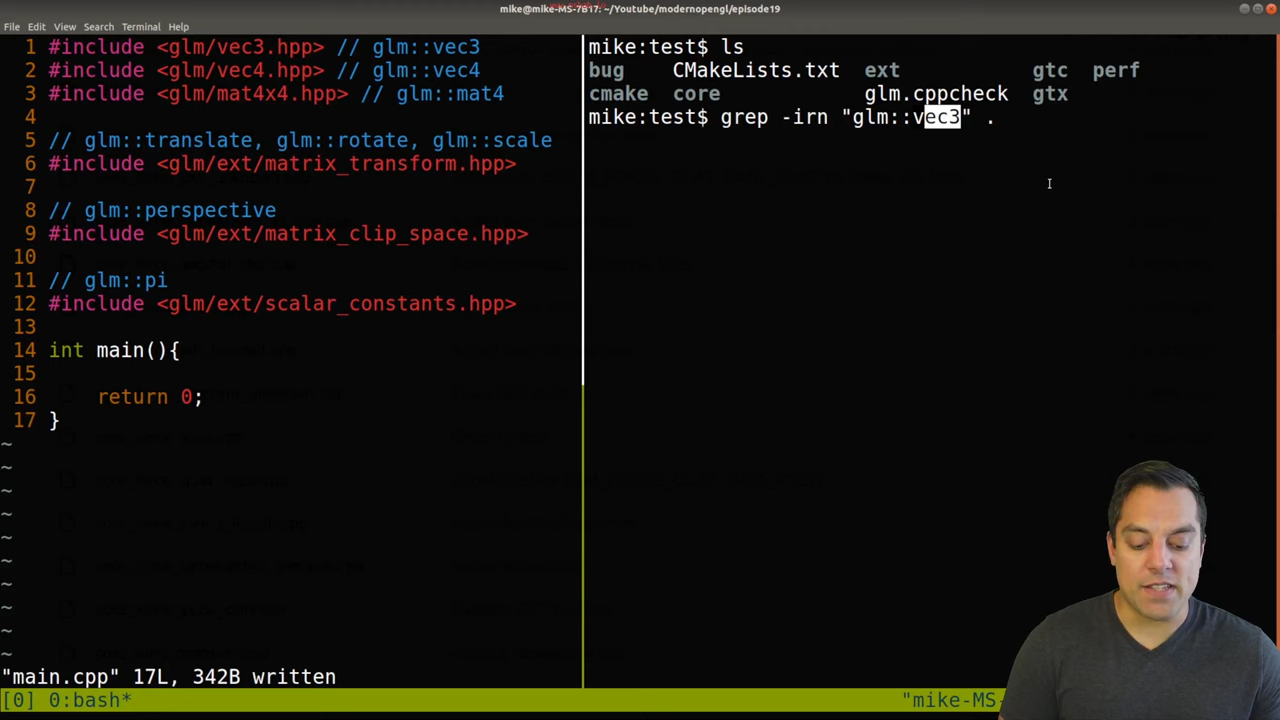 mike@mike-MS-7B17: ~/Youtube/modernopengl/episode19
File Edit View Search Terminal Help
1 #include <glm/vec3.hpp> // glm::vec3
2 #include <glm/vec4.hpp> // glm::vec4
3 #include <glm/mat4x4.hpp> // glm::mat4
4
5 // glm::translate, glm::rotate, glm::scale
6 #include <glm/ext/matrix_transform.hpp>
7
8 // glm::perspective
9 #include <glm/ext/matrix_clip_space.hpp>
10
11 // glm::pi
12 #include <glm/ext/scalar_constants.hpp>
13
14 int main(){
15
16 return 0;
17 }
~
~
~
~
~
~
~
~
~
"main.cpp" 17L, 342B written
mike:test$ ls
bug CMakeLists.txt ext gtc perf
cmake core glm.cppcheck gtx
mike:test$ grep -irn "glm::vec3" .
[0] 0:bash* "mike-MS-